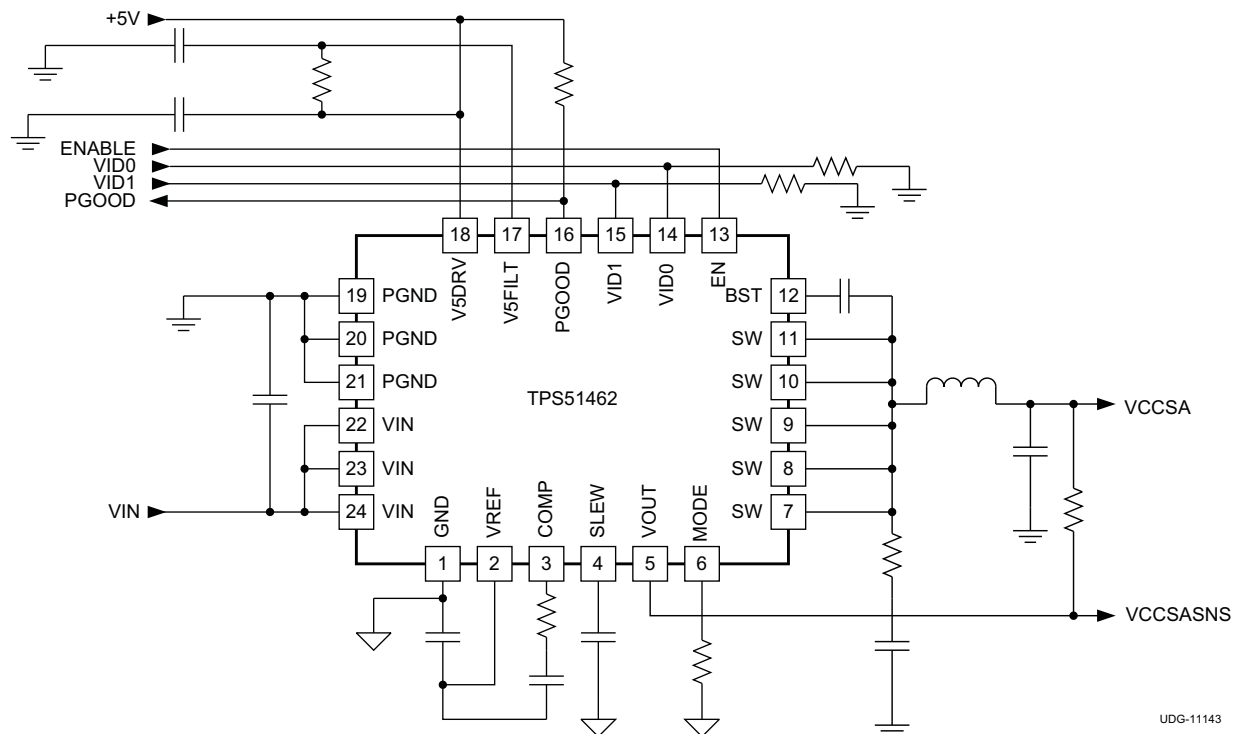 +5V
ENABLE
VID0
VID1
PGOOD
18
17
16
15
14
13
V5DRV
V5FILT
PGOOD
VID1
VID0
EN
19 PGND
20 PGND
21 PGND
22 VIN
23 VIN
VIN
24 VIN
TPS51462
BST 12
SW 11
SW 10
SW 9
SW 8
SW 7
VCCSA
GND
VREF
COMP
SLEW
VOUT
MODE
1
2
3
4
5
6
VCCSASNS
UDG-11143